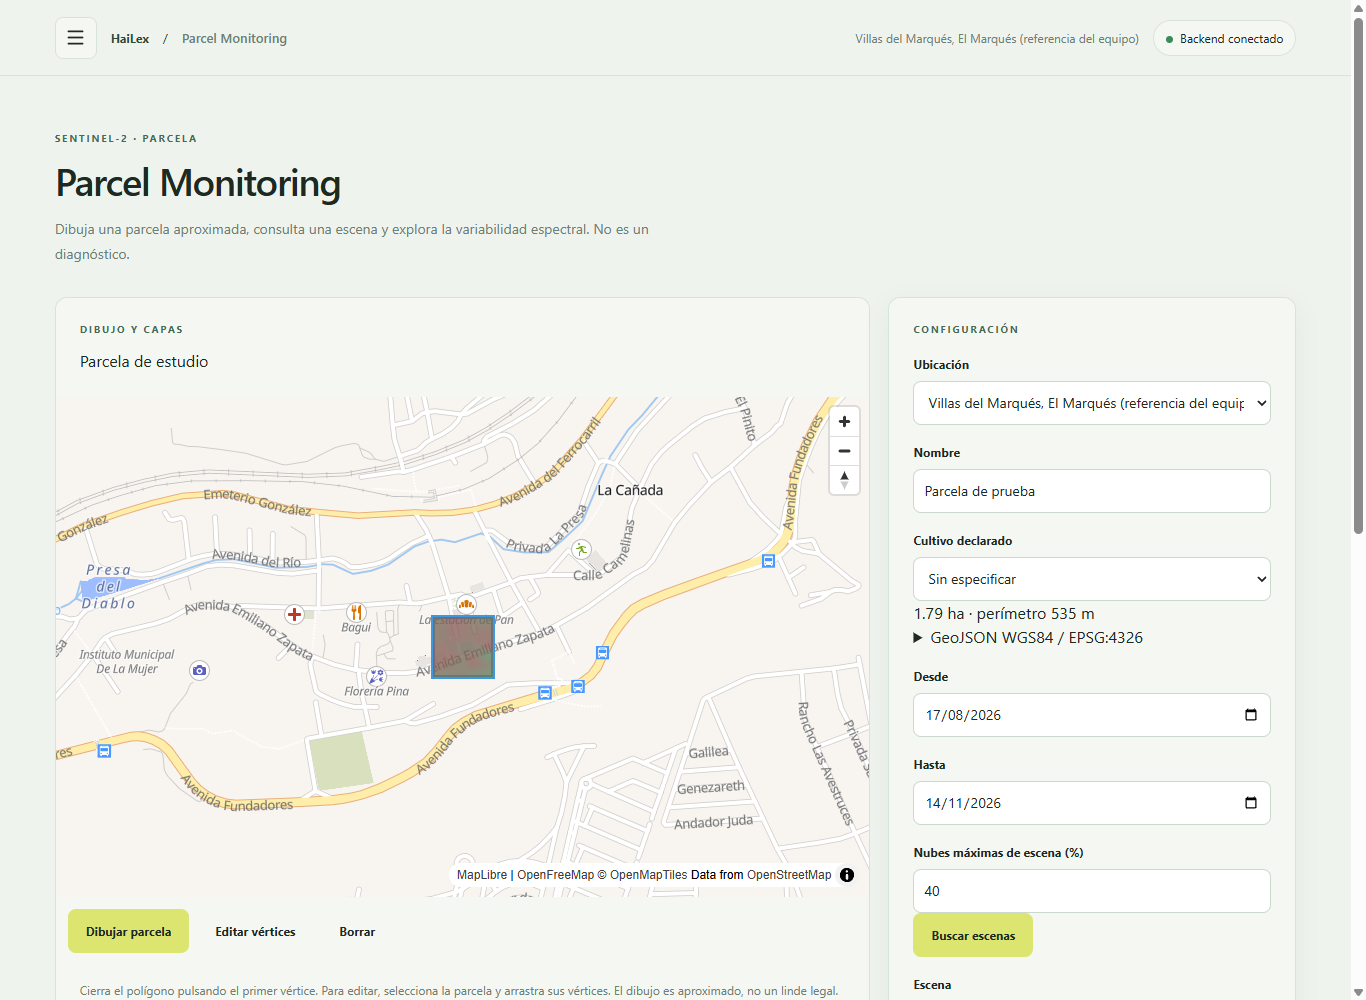 HaiLex / Parcel Monitoring
Villas del Marqués, El Marqués (referencia del equipo)
Backend conectado
SENTINEL-2 · PARCELA
Parcel Monitoring
Dibuja una parcela aproximada, consulta una escena y explora la variabilidad espectral. No es un
diagnóstico.
DIBUJO Y CAPAS
Parcela de estudio
El Pinito
Avenida Fundadores
Avenida del Ferrocarril
La Cañada
Emeterio González
González
Privada La Presa
Calle Camelinas
Avenida del Río
Presa
del
Diablo
Avenida Emiliano Zapata
Bagui
La Estación del Pan
Avenida Emiliano Zapata
Instituto Municipal
De La Mujer
Florería Pina
Avenida Fundadores
Rancho Las Avestruces
Privada
Galilea
Genezareth
Andador Juda
res
Avenida Fundadores
MapLibre | OpenFreeMap © OpenMapTiles Data from OpenStreetMap
Dibujar parcela
Editar vértices
Borrar
Cierra el polígono pulsando el primer vértice. Para editar, selecciona la parcela y arrastra sus vértices. El dibujo es aproximado, no un linde legal.
CONFIGURACIÓN
Ubicación
Villas del Marqués, El Marqués (referencia del equip
Nombre
Parcela de prueba
Cultivo declarado
Sin especificar
1.79 ha · perímetro 535 m
GeoJSON WGS84 / EPSG:4326
Desde
17/08/2026
Hasta
14/11/2026
Nubes máximas de escena (%)
40
Buscar escenas
Escena